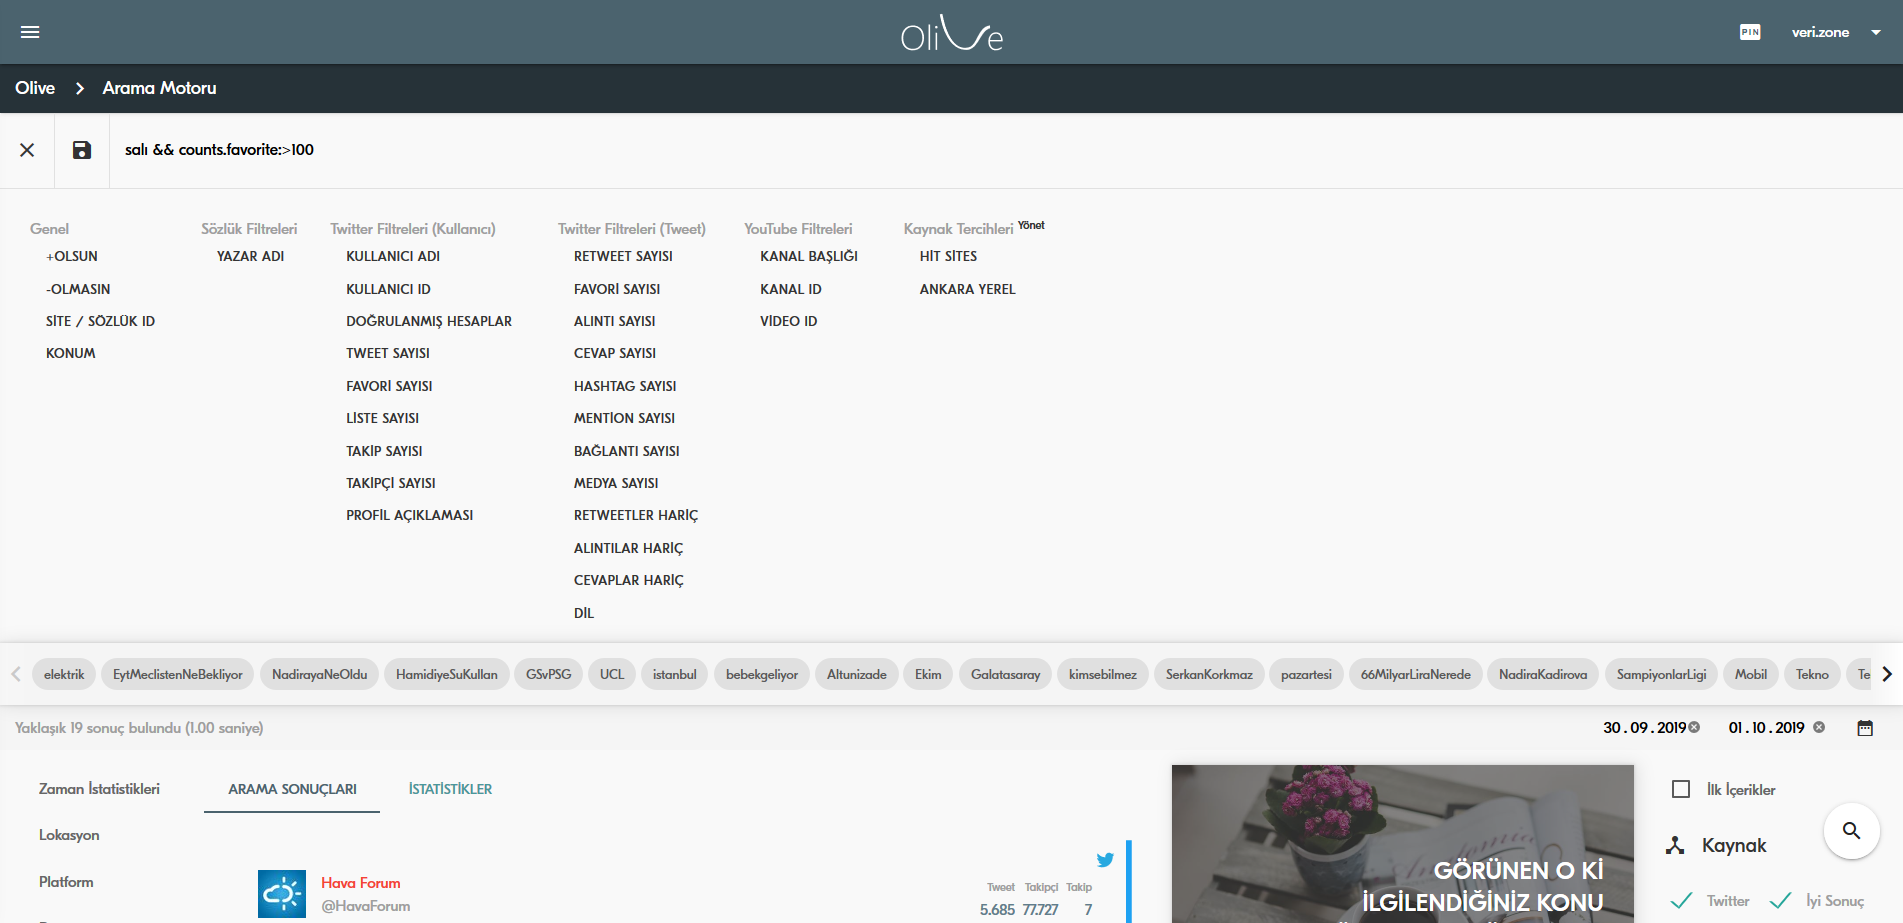 Olive
PIN
veri.zone
Olive
Arama Motoru
salı && counts.favorite:>100
Genel
+OLSUN
-OLMASIN
SİTE / SÖZLÜK ID
KONUM
Sözlük Filtreleri
YAZAR ADI
Twitter Filtreleri (Kullanıcı)
KULLANICI ADI
KULLANICI ID
DOĞRULANMIŞ HESAPLAR
TWEET SAYISI
FAVORİ SAYISI
LİSTE SAYISI
TAKİP SAYISI
TAKİPÇİ SAYISI
PROFİL AÇIKLAMASI
Twitter Filtreleri (Tweet)
RETWEET SAYISI
FAVORİ SAYISI
ALINTI SAYISI
CEVAP SAYISI
HASHTAG SAYISI
MENTİON SAYISI
BAĞLANTI SAYISI
MEDYA SAYISI
RETWEETLER HARİÇ
ALINTILAR HARİÇ
CEVAPLAR HARİÇ
DİL
YouTube Filtreleri
KANAL BAŞLIĞI
KANAL ID
VİDEO ID
Kaynak Tercihleri Yönet
HİT SİTES
ANKARA YEREL
elektrik EytMeclistenNeBekliyor NadirayaNeOldu HamidiyeSuKullan GSvPSG UCL istanbul bebekgeliyor Altunizade Ekim Galatasaray kimsebilmez SerkanKorkmaz pazartesi 66MilyarLiraNerede NadiraKadirova SampiyonlarLigi Mobil Tekno Te
Yaklaşık 19 sonuç bulundu (1.00 saniye)
30.09.2019
01.10.2019
Zaman İstatistikleri
Lokasyon
Platform
ARAMA SONUÇLARI
İSTATİSTİKLER
Hava Forum
@HavaForum
Tweet Takipçi Takip
5.685 77.727 7
GÖRÜNEN O Kİ
İLGİLENDİĞİNİZ KONU
İlk İçerikler
Kaynak
Twitter
İyi Sonuç